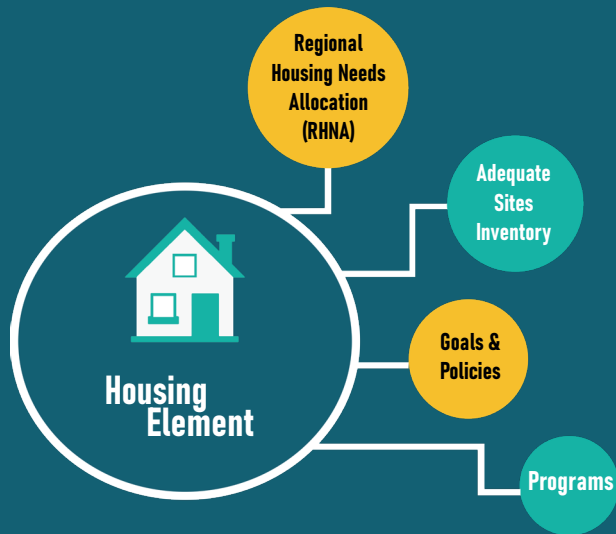 Regional
Housing Needs
Allocation
(RHNA)
Adequate
Sites
Inventory
Goals &
Policies
Housing
Element
Programs